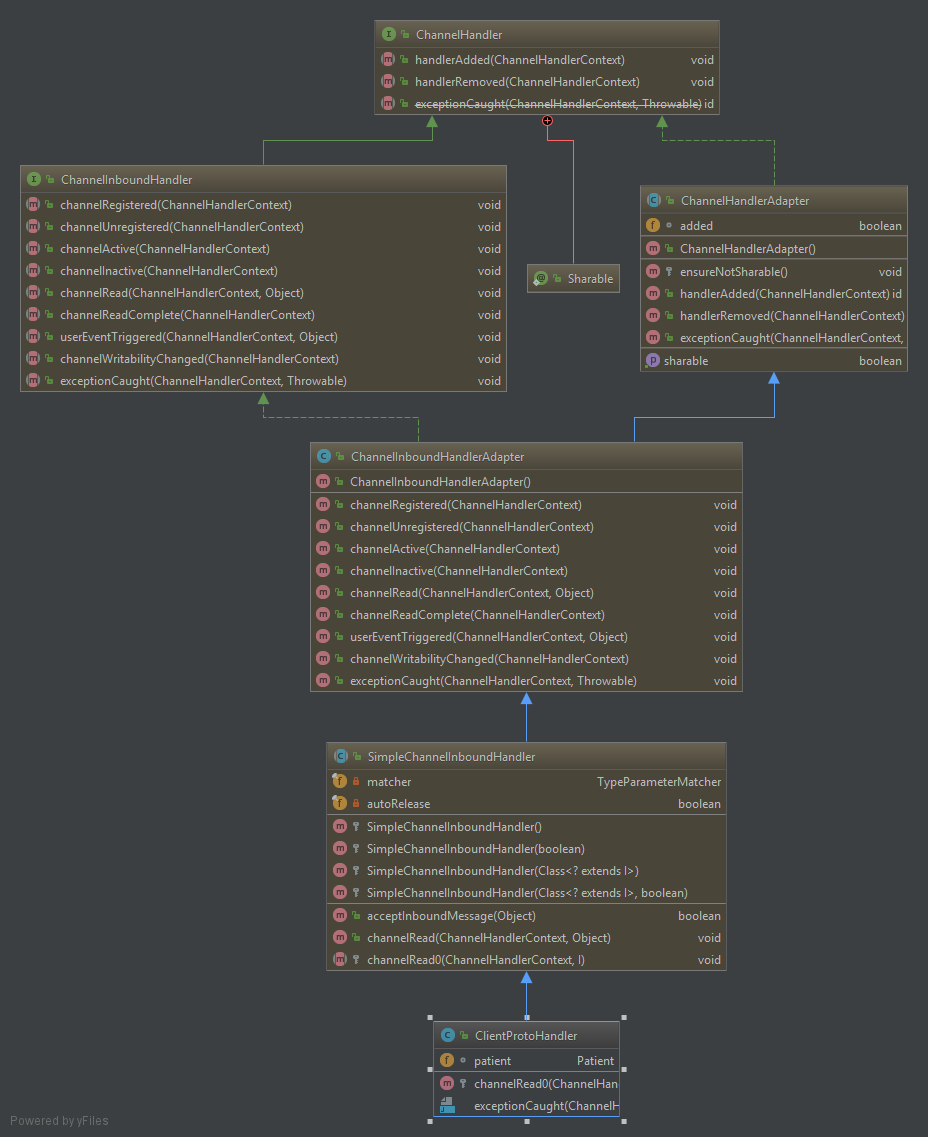 ChannelHandler
handlerAdded(ChannelHandlerContext) void
handlerRemoved(ChannelHandlerContext) void
exceptionCaught(ChannelHandlerContext, Throwable) id
ChannelInboundHandler
channelRegistered(ChannelHandlerContext) void
channelUnregistered(ChannelHandlerContext) void
channelActive(ChannelHandlerContext) void
channelInactive(ChannelHandlerContext) void
channelRead(ChannelHandlerContext, Object) void
channelReadComplete(ChannelHandlerContext) void
userEventTriggered(ChannelHandlerContext, Object) void
channelWritabilityChanged(ChannelHandlerContext) void
exceptionCaught(ChannelHandlerContext, Throwable) void
Sharable
ChannelHandlerAdapter
added boolean
ChannelHandlerAdapter()
ensureNotSharable() void
handlerAdded(ChannelHandlerContext) id
handlerRemoved(ChannelHandlerContext)
exceptionCaught(ChannelHandlerContext,
sharable boolean
ChannelInboundHandlerAdapter
ChannelInboundHandlerAdapter()
channelRegistered(ChannelHandlerContext) void
channelUnregistered(ChannelHandlerContext) void
channelActive(ChannelHandlerContext) void
channelInactive(ChannelHandlerContext) void
channelRead(ChannelHandlerContext, Object) void
channelReadComplete(ChannelHandlerContext) void
userEventTriggered(ChannelHandlerContext, Object) void
channelWritabilityChanged(ChannelHandlerContext) void
exceptionCaught(ChannelHandlerContext, Throwable) void
SimpleChannelInboundHandler
matcher TypeParameterMatcher
autoRelease boolean
SimpleChannelInboundHandler()
SimpleChannelInboundHandler(boolean)
SimpleChannelInboundHandler(Class<? extends I>)
SimpleChannelInboundHandler(Class<? extends I>, boolean)
acceptInboundMessage(Object) boolean
channelRead(ChannelHandlerContext, Object) void
channelRead0(ChannelHandlerContext, I) void
ClientProtoHandler
patient Patient
channelRead0(ChannelHan
exceptionCaught(ChannelH
Powered by yFiles